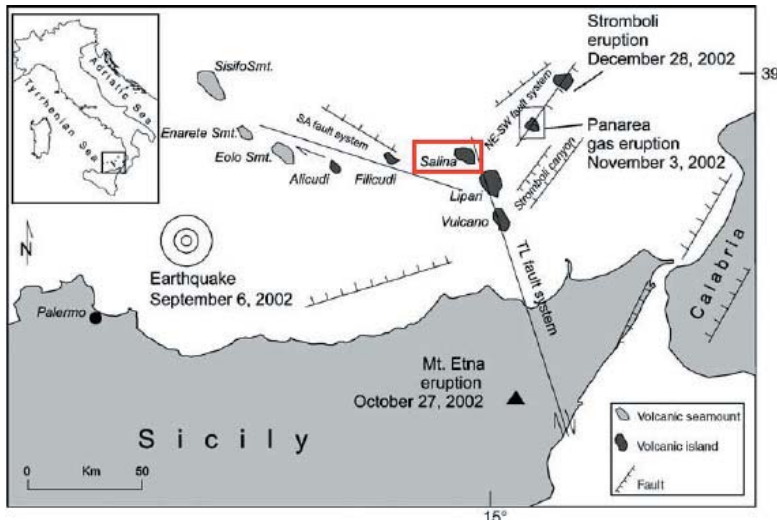 Stromboli
eruption
December 28, 2002
39
Adriatic Sea
Tyrrhenian Sea
SisifoSmt.
Enarete Smt.
Eolo Smt.
SA fault system
NE-SW fault system
Panarea
gas eruption
November 3, 2002
Salina
Alicudi
Filicudi
Lipari
Stromboli canyon
Vulcano
N
Earthquake
September 6, 2002
TL fault system
Calabria
Palermo
Mt. Etna
eruption
October 27, 2002
Sicily
0 Km 50
Volcanic seamount
Volcanic island
Fault
15°